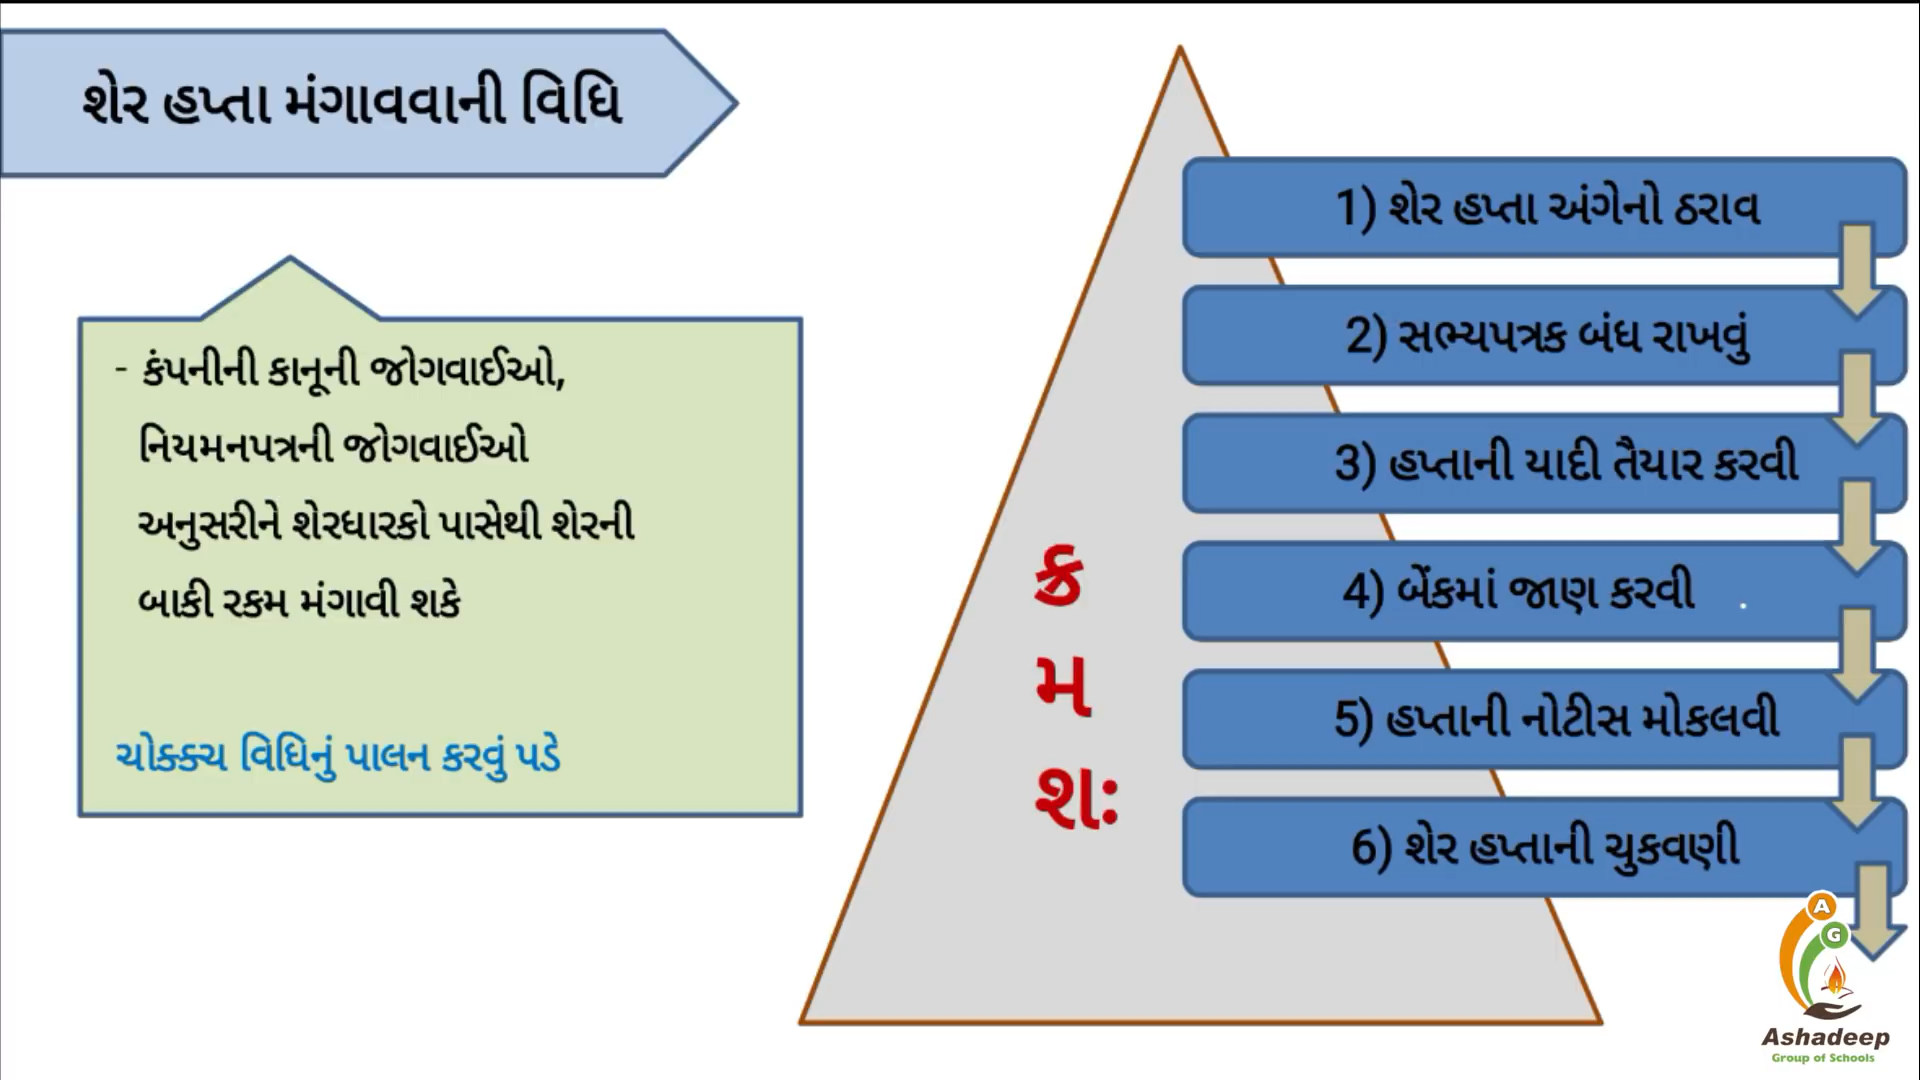 શેર હપ્તા મંગાવવાની વિધિ
- કંપનીની કાનૂની જોગવાઈઓ,
નિયમનપત્રની જોગવાઈઓ
અનુસરીને શેરધારકો પાસેથી શેરની
બાકી રકમ મંગાવી શકે
ચોક્કચ વિધિનું પાલન કરવું પડે
ક્ર
મ
શઃ
1) શેર હપ્તા અંગેનો ઠરાવ
2) સભ્યપત્રક બંધ રાખવું
3) હપ્તાની યાદી તૈયાર કરવી
4) બેંકમાં જાણ કરવી
5) હપ્તાની નોટીસ મોકલવી
6) શેર હપ્તાની ચુકવણી
A
G
Ashadeep
Group of Schools